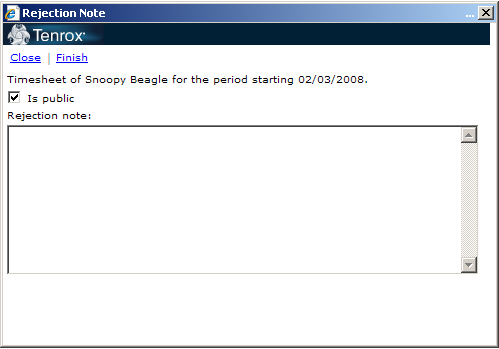 Rejection Note
...
Tenrox
Close | Finish
Timesheet of Snoopy Beagle for the period starting 02/03/2008.
Is public
Rejection note: